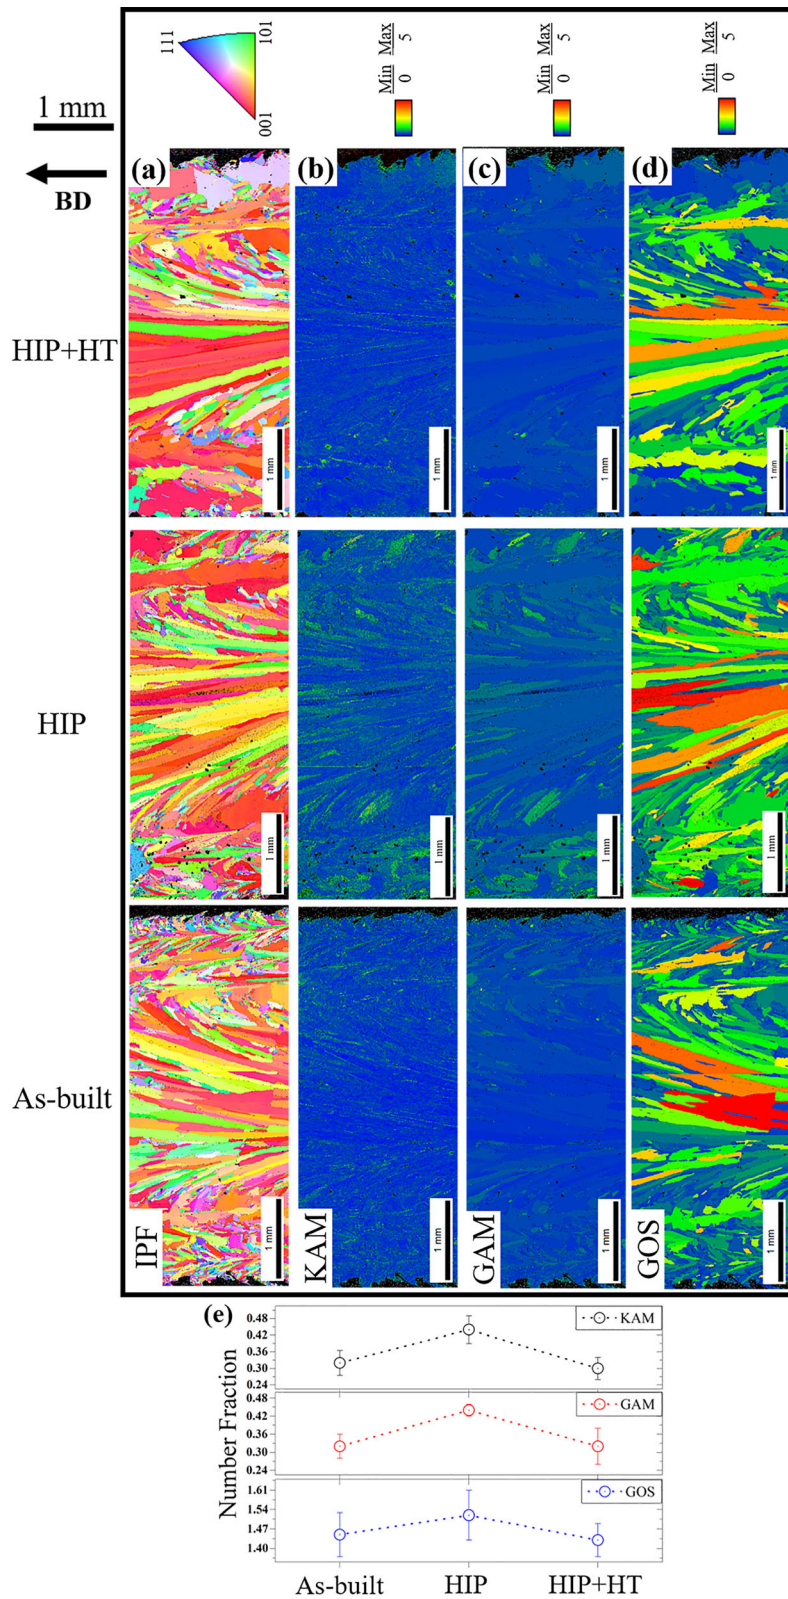 111
101
001
Min Max
0 5
Min Max
0 5
Min Max
0 5
1 mm
BD
(a)
(b)
(c)
(d)
HIP+HT
1 mm
1 mm
1 mm
1 mm
HIP
1 mm
1 mm
1 mm
1 mm
As-built
IPF
KAM
GAM
GOS
1 mm
1 mm
1 mm
1 mm
(e)
Number Fraction
0.48
0.42
0.36
0.30
0.24
KAM
0.48
0.42
0.36
0.30
0.24
GAM
1.61
1.54
1.47
1.40
GOS
As-built
HIP
HIP+HT